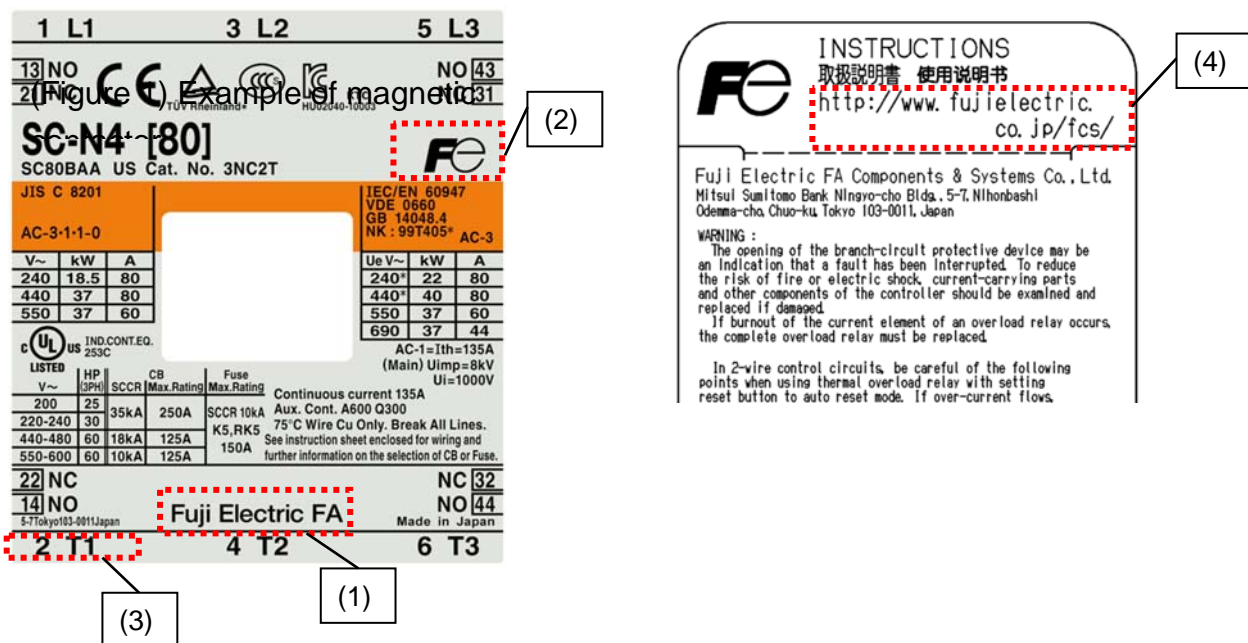 1 L1 3 L2 5 L3
13 NO NO 43
21 NC 31
(Figure 1) Example of magnetic
TÜV Rheinland
HU02040-10003
SC-N4 [80]
SC80BAA US Cat. No. 3NC2T
Fe
(2)
JIS C 8201
AC-3·1·1-0
IEC/EN 60947
VDE 0660
GB 14048.4
NK : 99T405* AC-3
V~ kW A
240 18.5 80
440 37 80
550 37 60
Ue V~ kW A
240* 22 80
440* 40 80
550 37 60
690 37 44
c UL US IND.CONT.EQ.
253C
LISTED
AC-1=Ith=135A
(Main) Uimp=8kV
Ui=1000V
V~ HP (3PH) SCCR CB Max.Rating Fuse Max.Rating
200 25 35kA 250A SCCR 10kA K5,RK5 150A
220-240 30
440-480 60 18kA 125A
550-600 60 10kA 125A
Continuous current 135A
Aux. Cont. A600 Q300
75°C Wire Cu Only. Break All Lines.
See instruction sheet enclosed for wiring and
further information on the selection of CB or Fuse.
22 NC NC 32
14 NO NO 44
5-7Tokyo103-0011Japan Fuji Electric FA Made in Japan
2 T1 4 T2 6 T3
(3) (1)
Fe
INSTRUCTIONS
取扱説明書 使用说明书
http://www.fujielectric.
co.jp/fcs/
(4)
Fuji Electric FA Components & Systems Co., Ltd.
Mitsui Sumitomo Bank Ningyo-cho Bldg., 5-7, Nihonbashi
Odemma-cho, Chuo-ku, Tokyo 103-0011, Japan
WARNING :
The opening of the branch-circuit protective device may be
an indication that a fault has been interrupted. To reduce
the risk of fire or electric shock, current-carrying parts
and other components of the controller should be examined and
replaced if damaged.
If burnout of the current element of an overload relay occurs,
the complete overload relay must be replaced.
In 2-wire control circuits, be careful of the following
points when using thermal overload relay with setting
reset button to auto reset mode. If over-current flows,